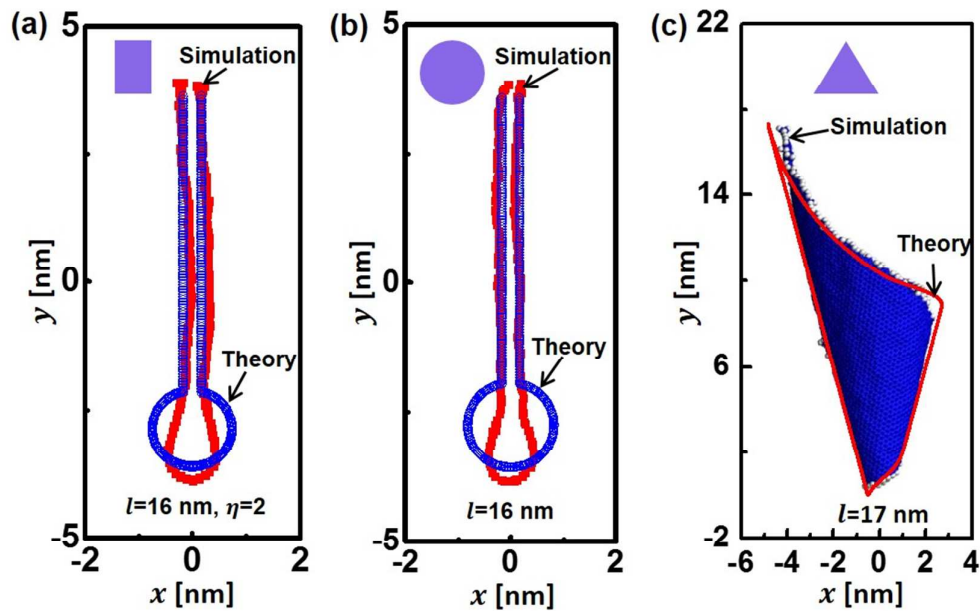 (a)
5
0
-5
y [nm]
-2
0
2
x [nm]
Simulation
Theory
l=16 nm, η=2
(b)
5
0
-5
y [nm]
-2
0
2
x [nm]
Simulation
Theory
l=16 nm
(c)
22
14
6
-2
y [nm]
-6
-4
-2
0
2
4
x [nm]
Simulation
Theory
l=17 nm